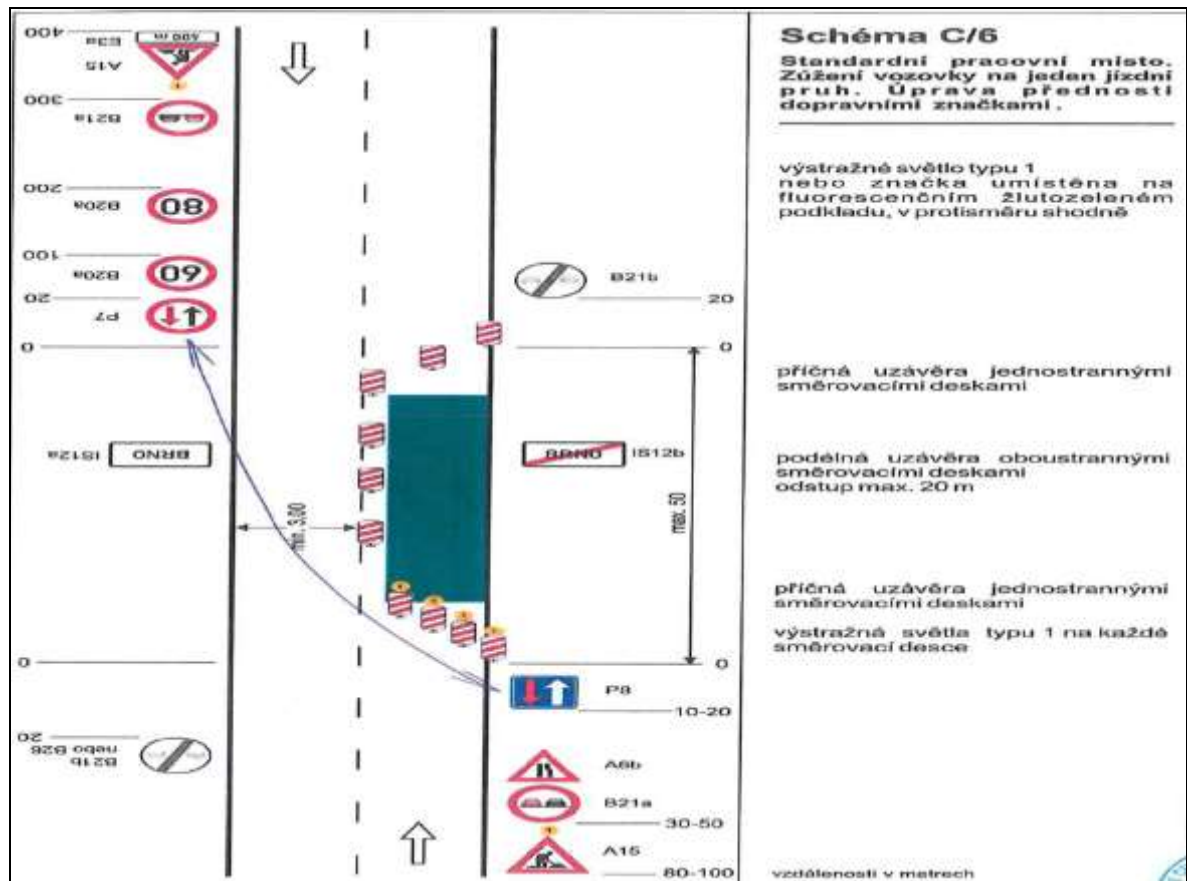 Schéma C/6
Standardní pracovní místo.
Zúžení vozovky na jeden jízdní
pruh. Úprava přednosti
dopravními značkami.
výstražné světlo typu 1
nebo značka umístěna na
fluorescenčním žlutozeleném
podkladu, v protisměru shodně
příčná uzávěra jednostrannými
směrovacími deskami
podélná uzávěra oboustrannými
směrovacími deskami
odstup max. 20 m
příčná uzávěra jednostrannými
směrovacími deskami
výstražná světla typu 1 na každé
směrovací desce
vzdálenosti v metrech
400
E3a
400 m
A15
300
B21a
200
B20a
80
100
B20a
60
20
P7
0
IS12a
BRNO
0
20
B21b
nebo B26
min. 3,00
B21b
20
0
BRNO
IS12b
max. 50
0
P8
10-20
A6b
B21a
30-50
A15
80-100